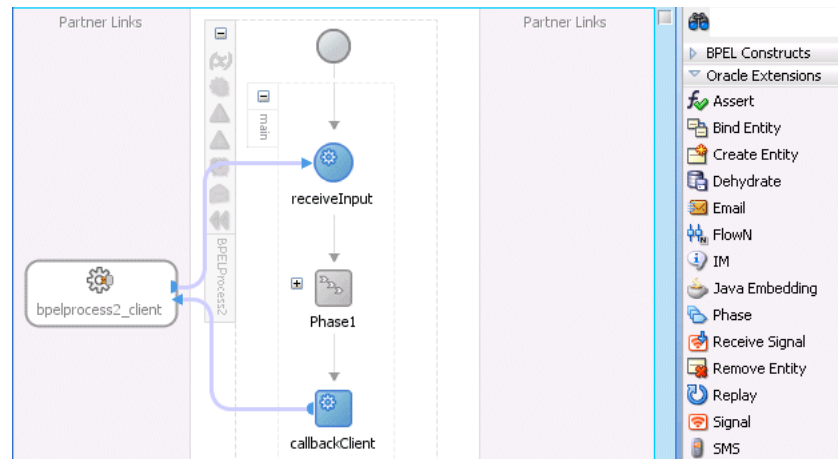 Partner Links
Partner Links
main
receiveInput
BPELProcess2
bpelprocess2_client
Phase1
callbackClient
BPEL Constructs
Oracle Extensions
Assert
Bind Entity
Create Entity
Dehydrate
Email
FlowN
IM
Java Embedding
Phase
Receive Signal
Remove Entity
Replay
Signal
SMS